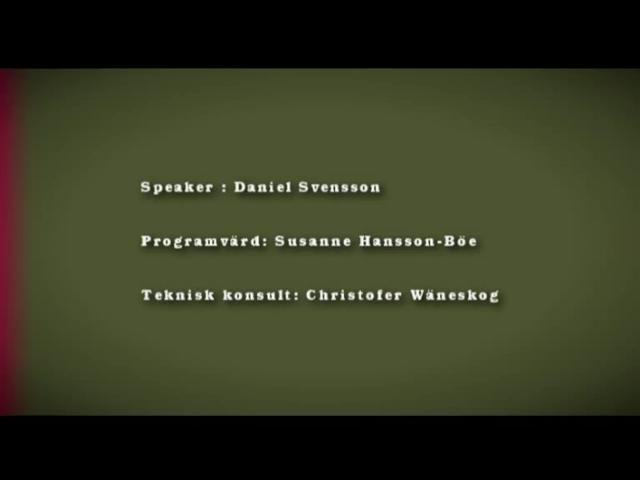 Speaker : Daniel Svensson
Programvärd: Susanne Hansson-Böe
Teknisk konsult: Christofer Wäneskog